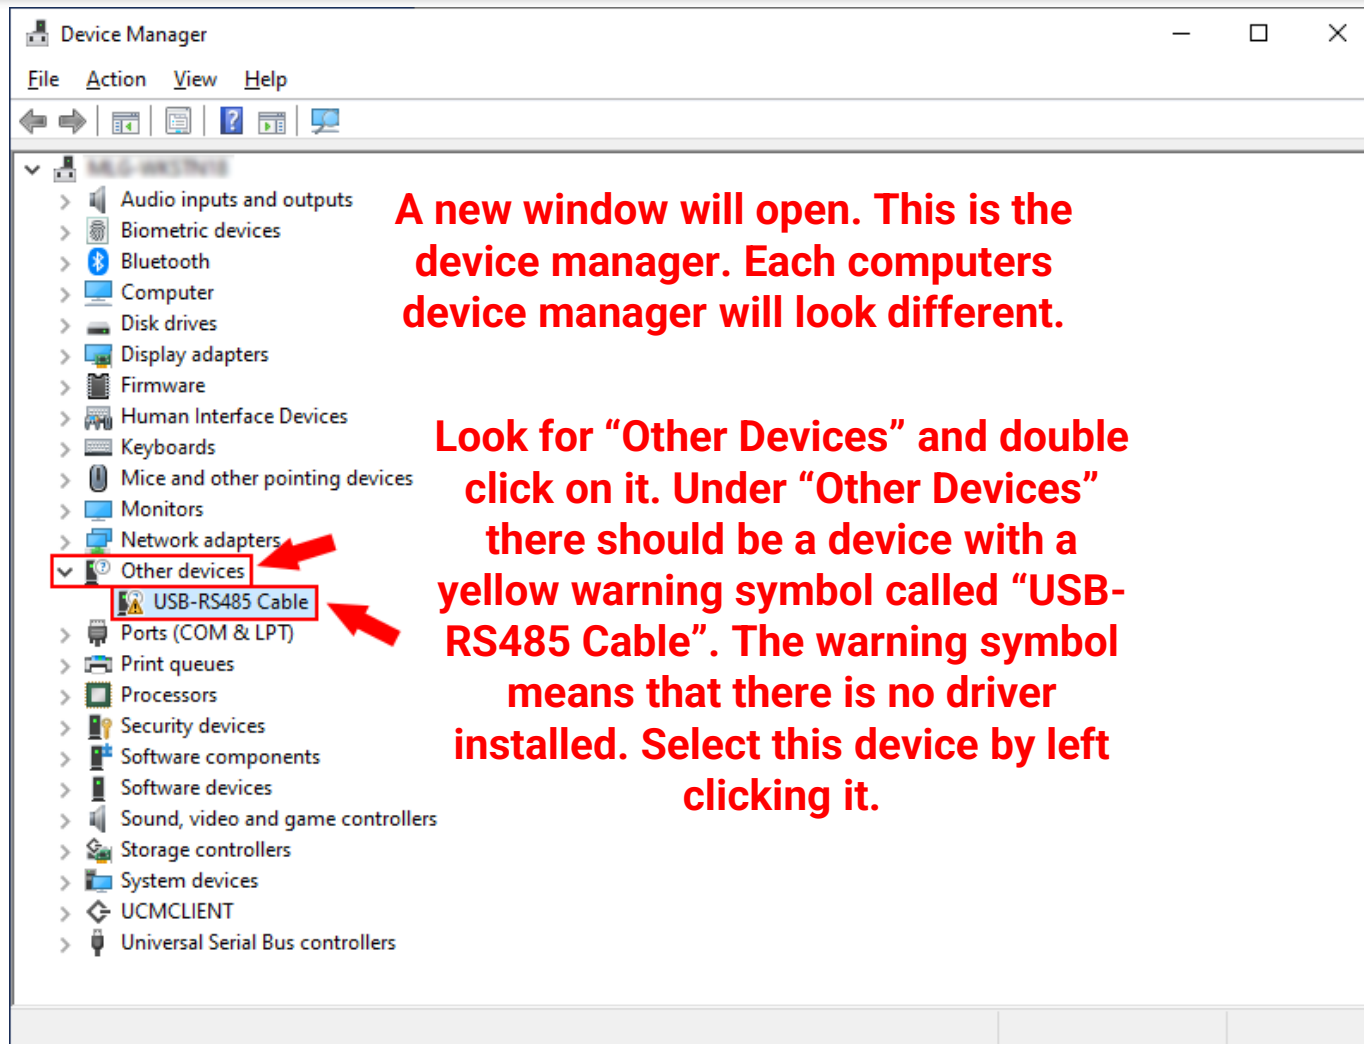 Device Manager
File Action View Help
Audio inputs and outputs
Biometric devices
Bluetooth
Computer
Disk drives
Display adapters
Firmware
Human Interface Devices
Keyboards
Mice and other pointing devices
Monitors
Network adapters
Other devices
USB-RS485 Cable
Ports (COM & LPT)
Print queues
Processors
Security devices
Software components
Software devices
Sound, video and game controllers
Storage controllers
System devices
UCMCLIENT
Universal Serial Bus controllers
A new window will open. This is the
device manager. Each computers
device manager will look different.
Look for “Other Devices” and double
click on it. Under “Other Devices”
there should be a device with a
yellow warning symbol called “USB-
RS485 Cable”. The warning symbol
means that there is no driver
installed. Select this device by left
clicking it.